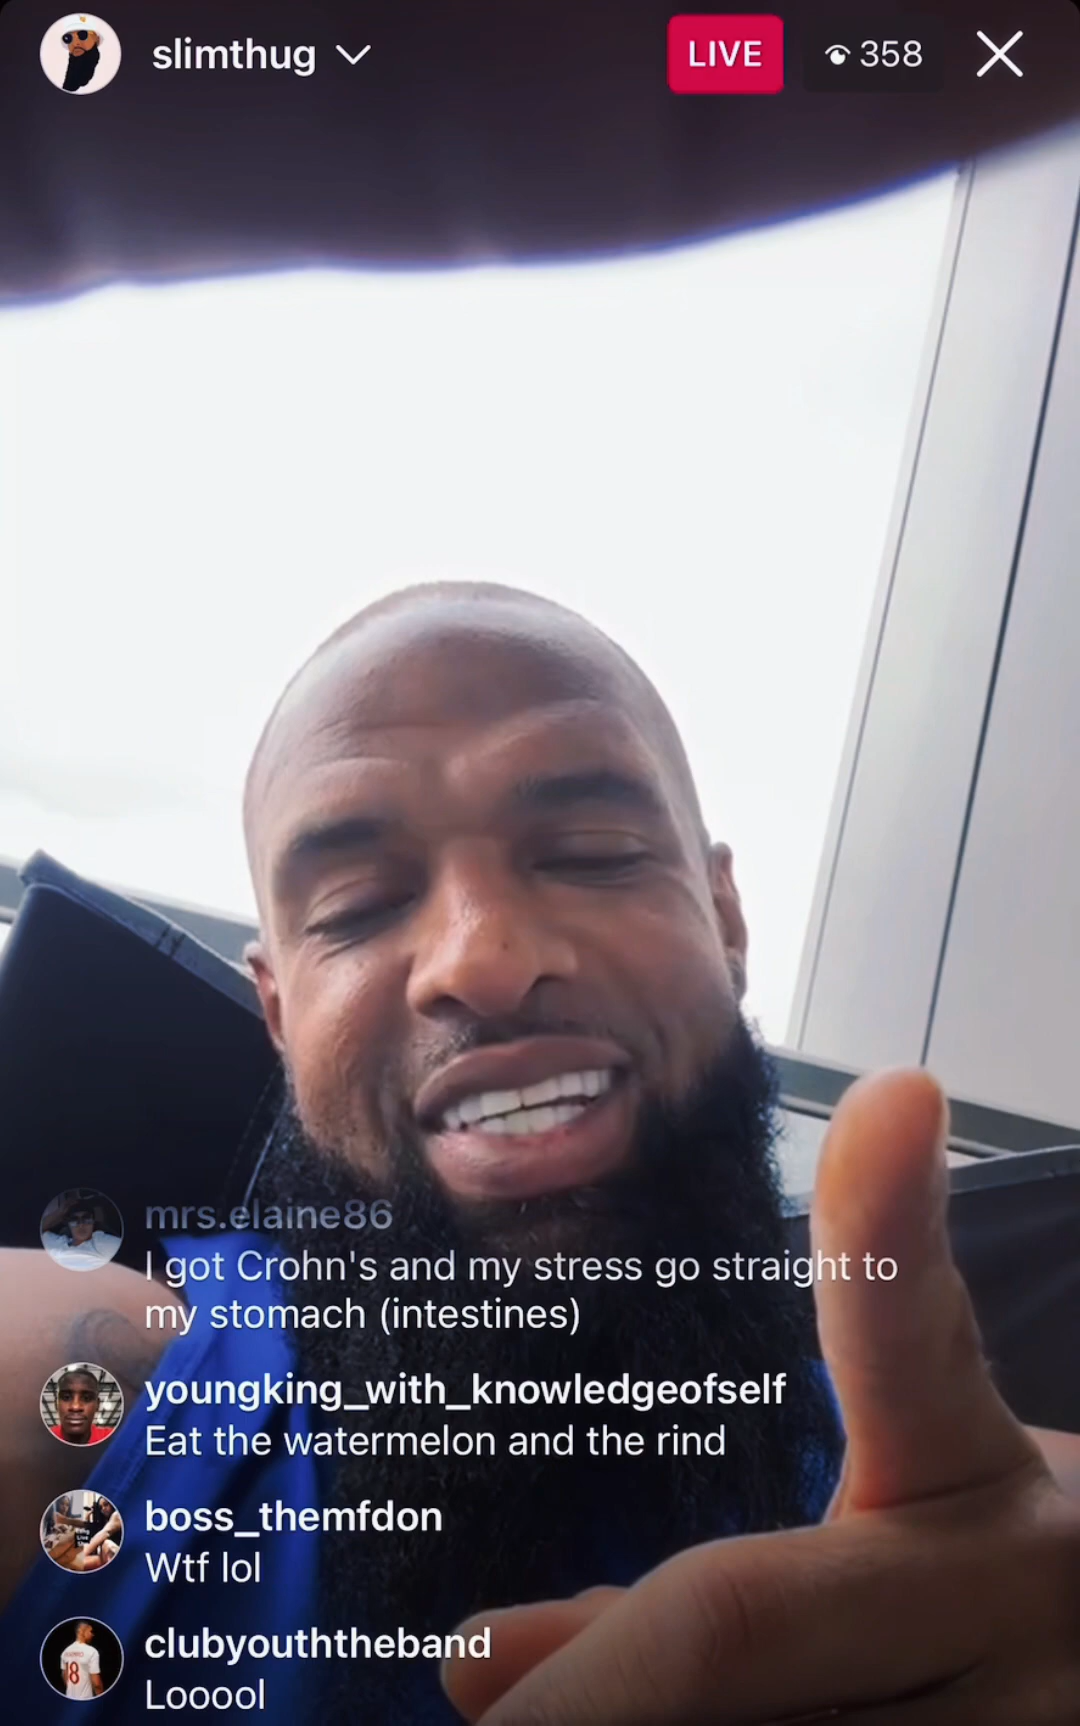 slimthug
LIVE
358
mrs.elaine86
I got Crohn's and my stress go straight to
my stomach (intestines)
youngking_with_knowledgeofself
Eat the watermelon and the rind
boss_themfdon
Wtf lol
clubyouththeband
Looool
18